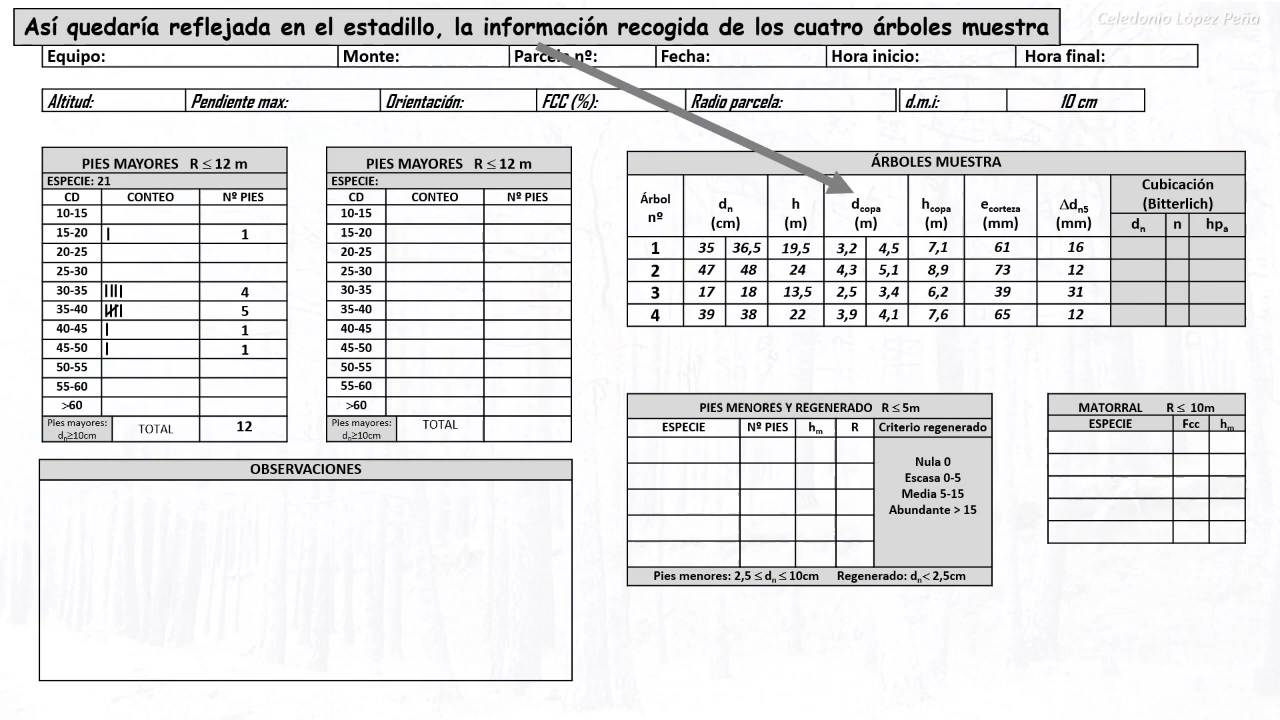 Celedonio López Peña
Así quedaría reflejada en el estadillo, la información recogida de los cuatro árboles muestra
Equipo: Monte: Parcela nº: Fecha: Hora inicio: Hora final:
Altitud: Pendiente max: Orientación: FCC (%): Radio parcela: d.m.i: 10 cm
PIES MAYORES R ≤ 12 m
ESPECIE: 21
CD CONTEO Nº PIES
10-15
15-20 | 1
20-25
25-30
30-35 |||| 4
35-40 5
40-45 | 1
45-50 | 1
50-55
55-60
>60
Pies mayores: dn≥10cm TOTAL 12
PIES MAYORES R ≤ 12 m
ESPECIE:
CD CONTEO Nº PIES
10-15
15-20
20-25
25-30
30-35
35-40
40-45
45-50
50-55
55-60
>60
Pies mayores: dn≥10cm TOTAL
ÁRBOLES MUESTRA
Árbol nº dn (cm) h (m) dcopa (m) hcopa (m) ecorteza (mm) Δdn5 (mm) Cubicación (Bitterlich)
dn n hpa
1 35 36,5 19,5 3,2 4,5 7,1 61 16
2 47 48 24 4,3 5,1 8,9 73 12
3 17 18 13,5 2,5 3,4 6,2 39 31
4 39 38 22 3,9 4,1 7,6 65 12
OBSERVACIONES
PIES MENORES Y REGENERADO R ≤ 5m
ESPECIE Nº PIES hm R Criterio regenerado
Nula 0
Escasa 0-5
Media 5-15
Abundante > 15
Pies menores: 2,5 ≤ dn ≤ 10cm Regenerado: dn< 2,5cm
MATORRAL R ≤ 10m
ESPECIE Fcc hm